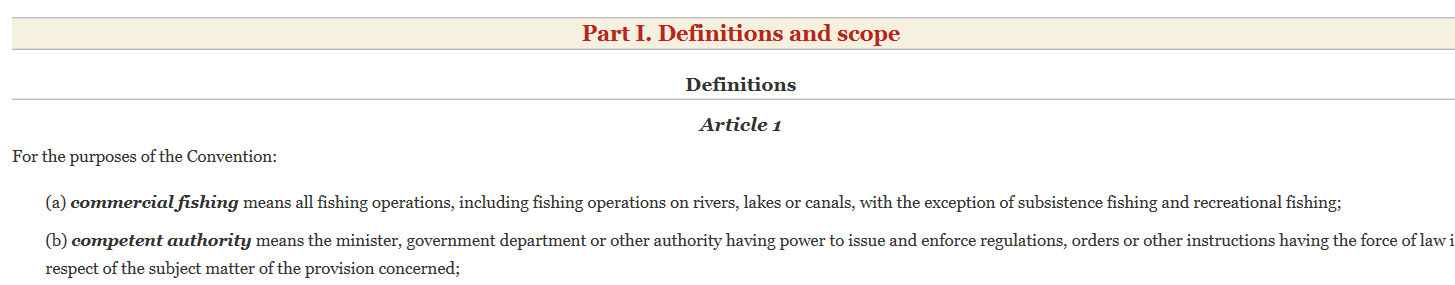 Part I. Definitions and scope
Definitions
Article 1
For the purposes of the Convention:
(a) commercial fishing means all fishing operations, including fishing operations on rivers, lakes or canals, with the exception of subsistence fishing and recreational fishing;
(b) competent authority means the minister, government department or other authority having power to issue and enforce regulations, orders or other instructions having the force of law i
respect of the subject matter of the provision concerned;